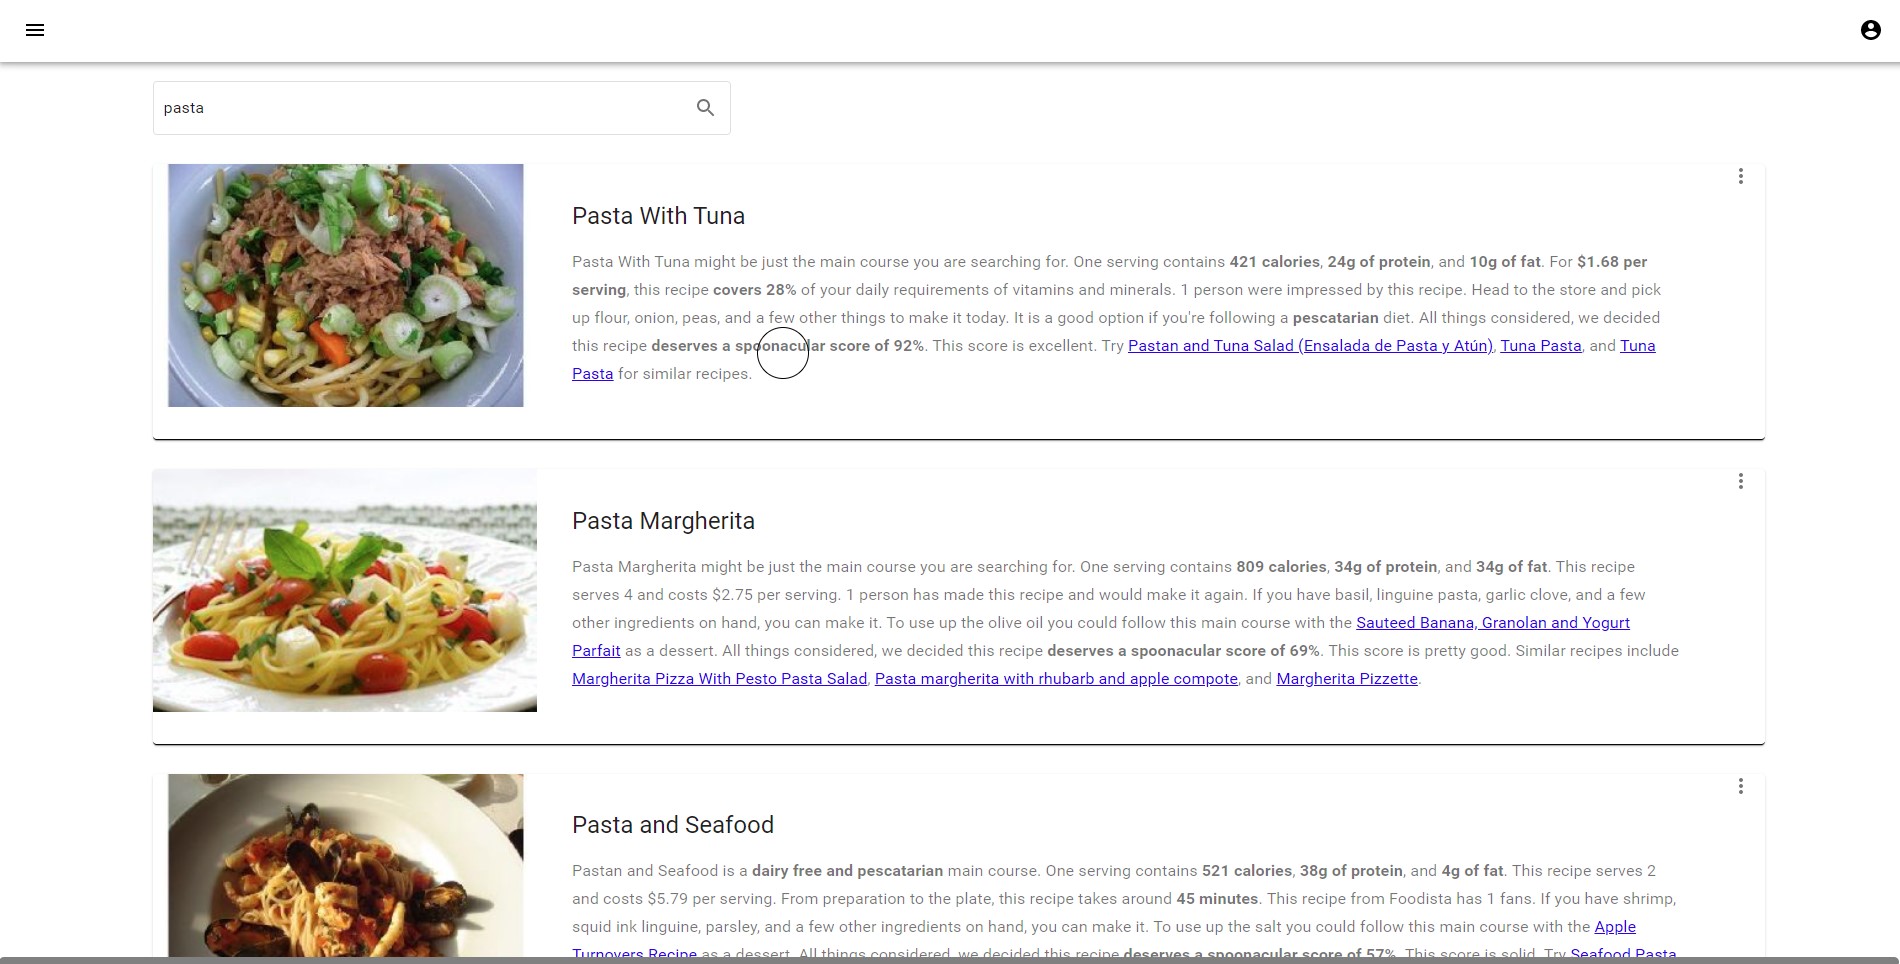 pasta
Pasta With Tuna
Pasta With Tuna might be just the main course you are searching for. One serving contains 421 calories, 24g of protein, and 10g of fat. For $1.68 per
serving, this recipe covers 28% of your daily requirements of vitamins and minerals. 1 person were impressed by this recipe. Head to the store and pick
up flour, onion, peas, and a few other things to make it today. It is a good option if you're following a pescatarian diet. All things considered, we decided
this recipe deserves a spoonacular score of 92%. This score is excellent. Try Pastan and Tuna Salad (Ensalada de Pasta y Atún), Tuna Pasta, and Tuna
Pasta for similar recipes.
Pasta Margherita
Pasta Margherita might be just the main course you are searching for. One serving contains 809 calories, 34g of protein, and 34g of fat. This recipe
serves 4 and costs $2.75 per serving. 1 person has made this recipe and would make it again. If you have basil, linguine pasta, garlic clove, and a few
other ingredients on hand, you can make it. To use up the olive oil you could follow this main course with the Sauteed Banana, Granolan and Yogurt
Parfait as a dessert. All things considered, we decided this recipe deserves a spoonacular score of 69%. This score is pretty good. Similar recipes include
Margherita Pizza With Pesto Pasta Salad, Pasta margherita with rhubarb and apple compote, and Margherita Pizzette.
Pasta and Seafood
Pastan and Seafood is a dairy free and pescatarian main course. One serving contains 521 calories, 38g of protein, and 4g of fat. This recipe serves 2
and costs $5.79 per serving. From preparation to the plate, this recipe takes around 45 minutes. This recipe from Foodista has 1 fans. If you have shrimp,
squid ink linguine, parsley, and a few other ingredients on hand, you can make it. To use up the salt you could follow this main course with the Apple
Turnovers Recipe as a dessert. All things considered, we decided this recipe deserves a spoonacular score of 57%. This score is solid. Try Seafood Pasta